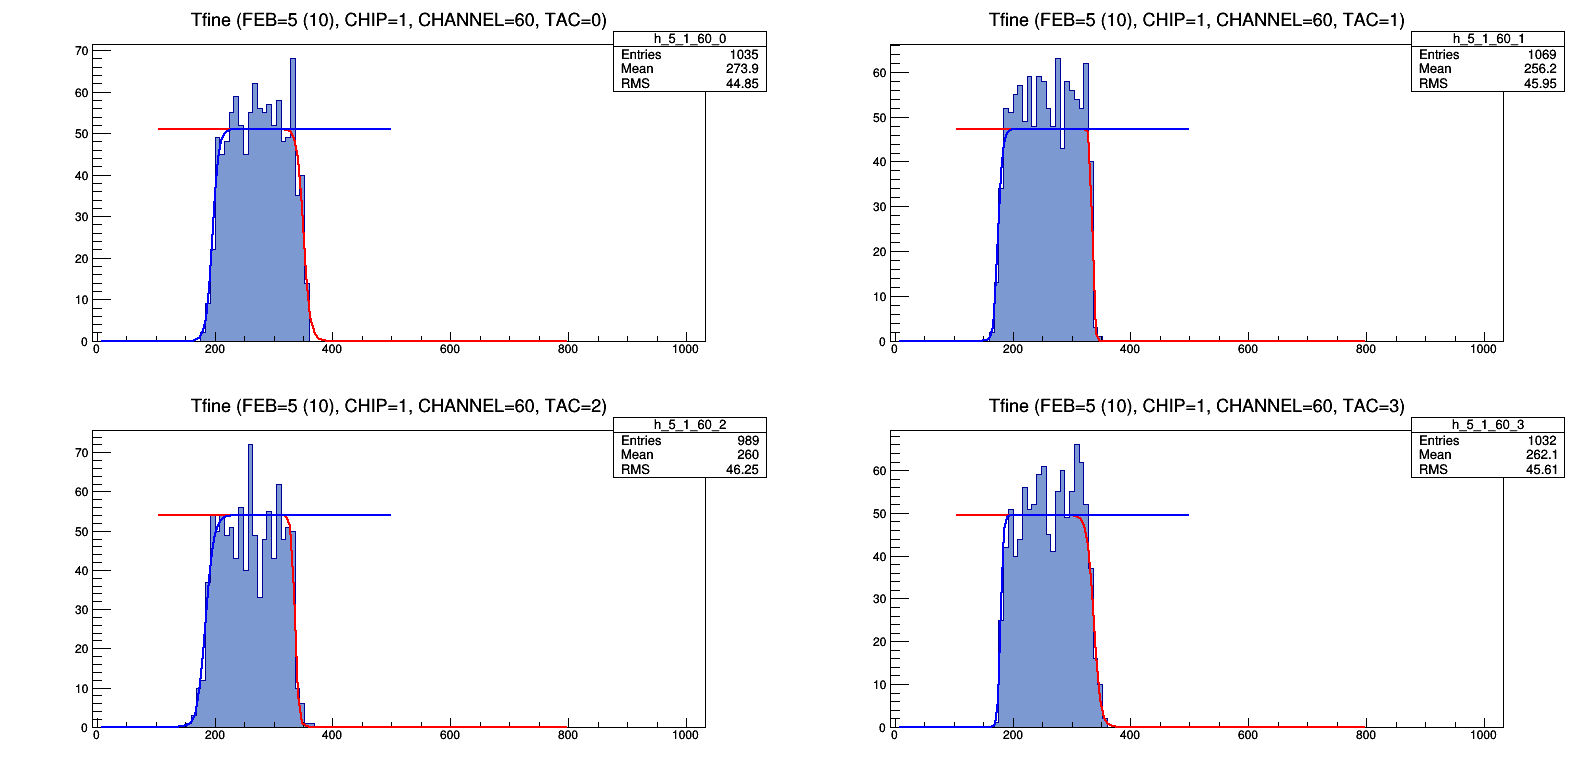 Tfine (FEB=5 (10), CHIP=1, CHANNEL=60, TAC=0)
h_5_1_60_0
Entries 1035
Mean 273.9
RMS 44.85
70
60
50
40
30
20
10
0
0 200 400 600 800 1000
Tfine (FEB=5 (10), CHIP=1, CHANNEL=60, TAC=1)
h_5_1_60_1
Entries 1069
Mean 256.2
RMS 45.95
60
50
40
30
20
10
0
0 200 400 600 800 1000
Tfine (FEB=5 (10), CHIP=1, CHANNEL=60, TAC=2)
h_5_1_60_2
Entries 989
Mean 260
RMS 46.25
70
60
50
40
30
20
10
0
0 200 400 600 800 1000
Tfine (FEB=5 (10), CHIP=1, CHANNEL=60, TAC=3)
h_5_1_60_3
Entries 1032
Mean 262.1
RMS 45.61
60
50
40
30
20
10
0
0 200 400 600 800 1000